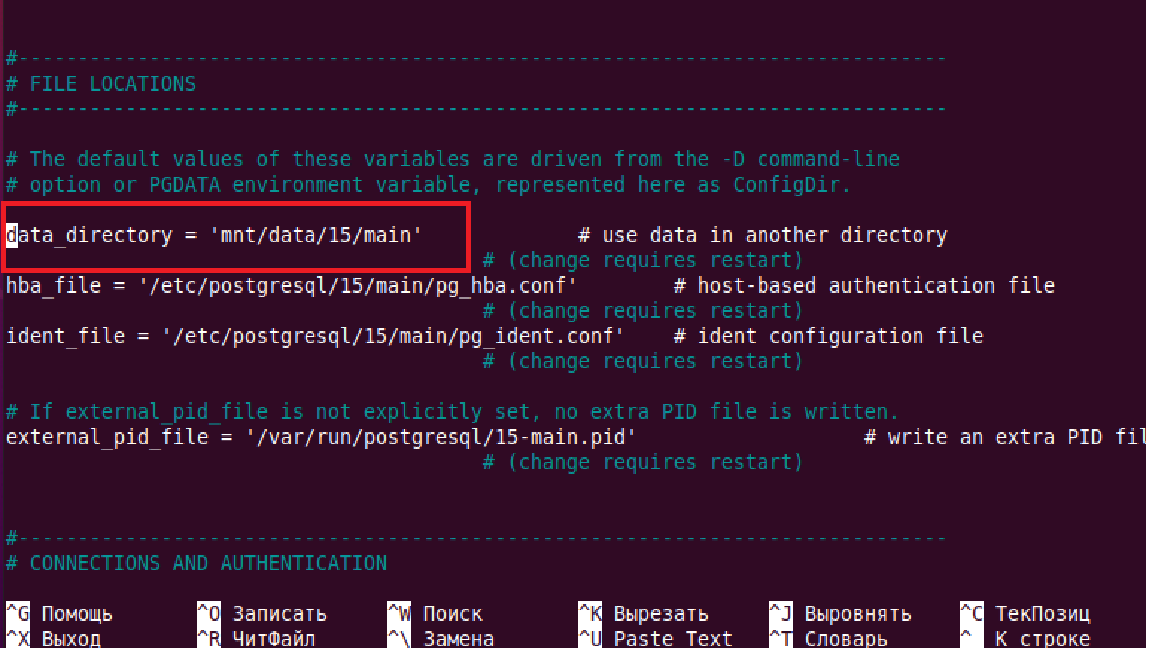 #------------------------------------------------------------------------------
# FILE LOCATIONS
#------------------------------------------------------------------------------
# The default values of these variables are driven from the -D command-line
# option or PGDATA environment variable, represented here as ConfigDir.
data_directory = 'mnt/data/15/main' # use data in another directory
# (change requires restart)
hba_file = '/etc/postgresql/15/main/pg_hba.conf' # host-based authentication file
# (change requires restart)
ident_file = '/etc/postgresql/15/main/pg_ident.conf' # ident configuration file
# (change requires restart)
# If external_pid_file is not explicitly set, no extra PID file is written.
external_pid_file = '/var/run/postgresql/15-main.pid' # write an extra PID fil
# (change requires restart)
#------------------------------------------------------------------------------
# CONNECTIONS AND AUTHENTICATION
^G Помощь ^O Записать ^W Поиск ^K Вырезать ^J Выровнять ^C ТекПозиц
^X Выход ^R ЧитФайл ^\ Замена ^U Paste Text ^T Словарь ^_ К строке